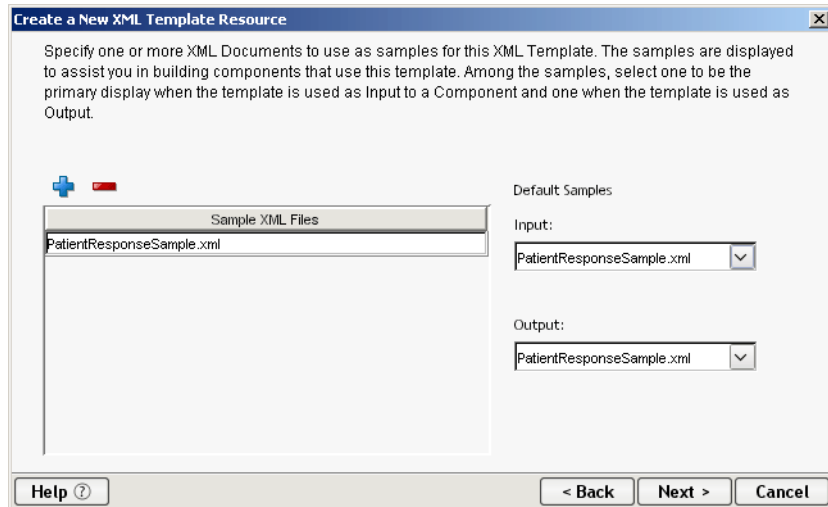 Create a New XML Template Resource
Specify one or more XML Documents to use as samples for this XML Template. The samples are displayed
to assist you in building components that use this template. Among the samples, select one to be the
primary display when the template is used as Input to a Component and one when the template is used as
Output.
Default Samples
Sample XML Files
Input:
PatientResponseSample.xml
PatientResponseSample.xml
Output:
PatientResponseSample.xml
Help ?
< Back
Next >
Cancel